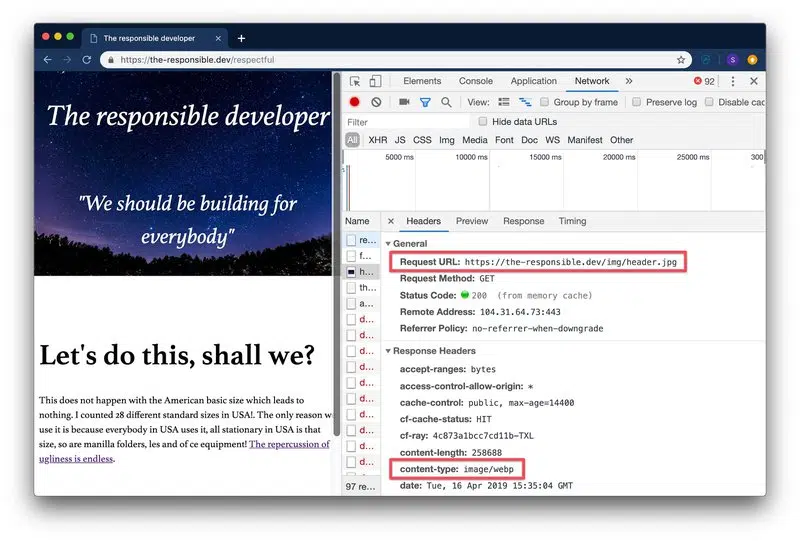 The responsible developer
https://the-responsible.dev/respectful
S
The responsible developer
"We should be building for
everybody"
Let's do this, shall we?
This does not happen with the American basic size which leads to
nothing. I counted 28 different standard sizes in USA!. The only reason w
use it is because everybody in USA uses it, all stationary in USA is that
size, so are manilla folders, les and of ce equipment! The repercussion of
ugliness is endless.
Elements Console Application Network » 92
View: Group by frame Preserve log Disable cac
Filter Hide data URLs
All XHR JS CSS Img Media Font Doc WS Manifest Other
5000 ms 10000 ms 15000 ms 20000 ms 25000 ms 300
Name
re...
f...
h...
th...
a...
d...
d...
d...
d...
d...
d...
d...
d...
d...
d...
97 re...
Headers Preview Response Timing
General
Request URL: https://the-responsible.dev/img/header.jpg
Request Method: GET
Status Code: 200 (from memory cache)
Remote Address: 104.31.64.73:443
Referrer Policy: no-referrer-when-downgrade
Response Headers
accept-ranges: bytes
access-control-allow-origin: *
cache-control: public, max-age=14400
cf-cache-status: HIT
cf-ray: 4c873a1bcc7cd11b-TXL
content-length: 258688
content-type: image/webp
date: Tue, 16 Apr 2019 15:35:04 GMT